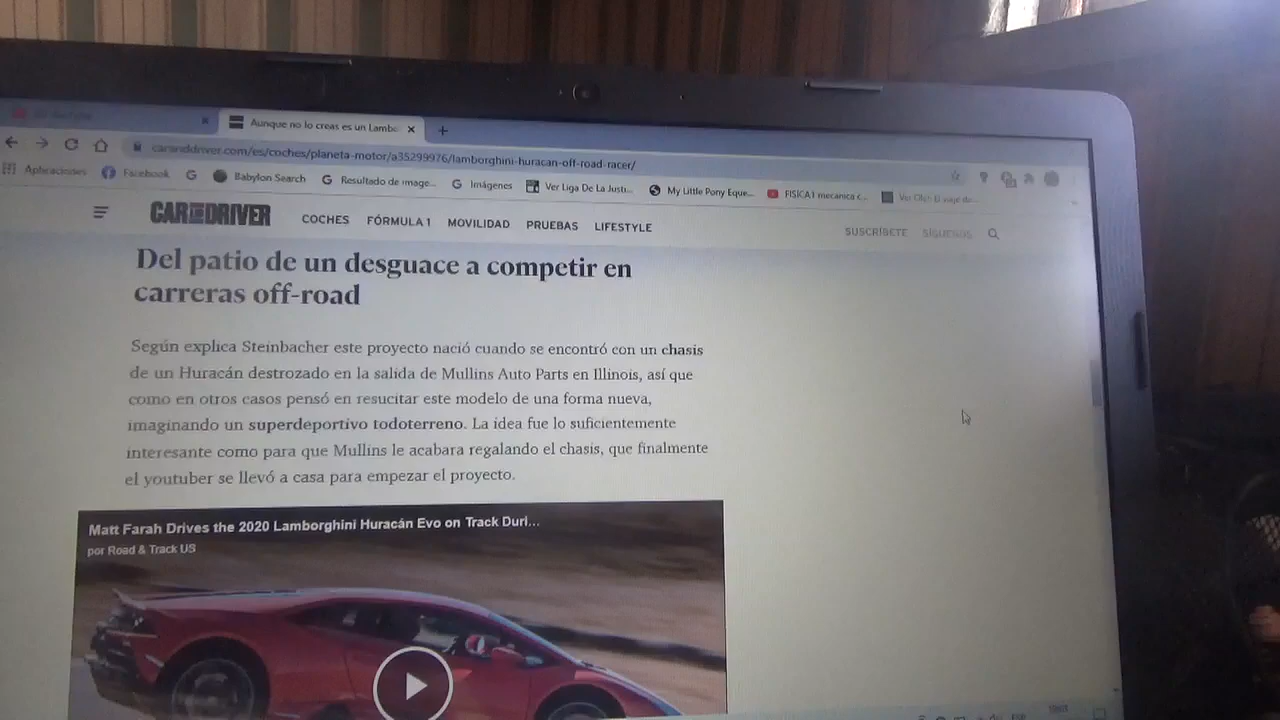 Aunque no lo creas es un Lambo
caranddriver.com/es/coches/planeta-motor/a35299976/lamborghini-huracan-off-road-racer/
Aplicaciones Facebook Babylon Search Resultado de image... Imágenes Ver Liga De La Justi... My Little Pony Eque... FISICA1 mecanica c...
CAR AND DRIVER COCHES FÓRMULA 1 MOVILIDAD PRUEBAS LIFESTYLE SUSCRÍBETE SÍGUENOS
Del patio de un desguace a competir en
carreras off-road
Según explica Steinbacher este proyecto nació cuando se encontró con un chasis
de un Huracán destrozado en la salida de Mullins Auto Parts en Illinois, así que
como en otros casos pensó en resucitar este modelo de una forma nueva,
imaginando un superdeportivo todoterreno. La idea fue lo suficientemente
interesante como para que Mullins le acabara regalando el chasis, que finalmente
el youtuber se llevó a casa para empezar el proyecto.
Matt Farah Drives the 2020 Lamborghini Huracán Evo on Track Duri...
por Road & Track US